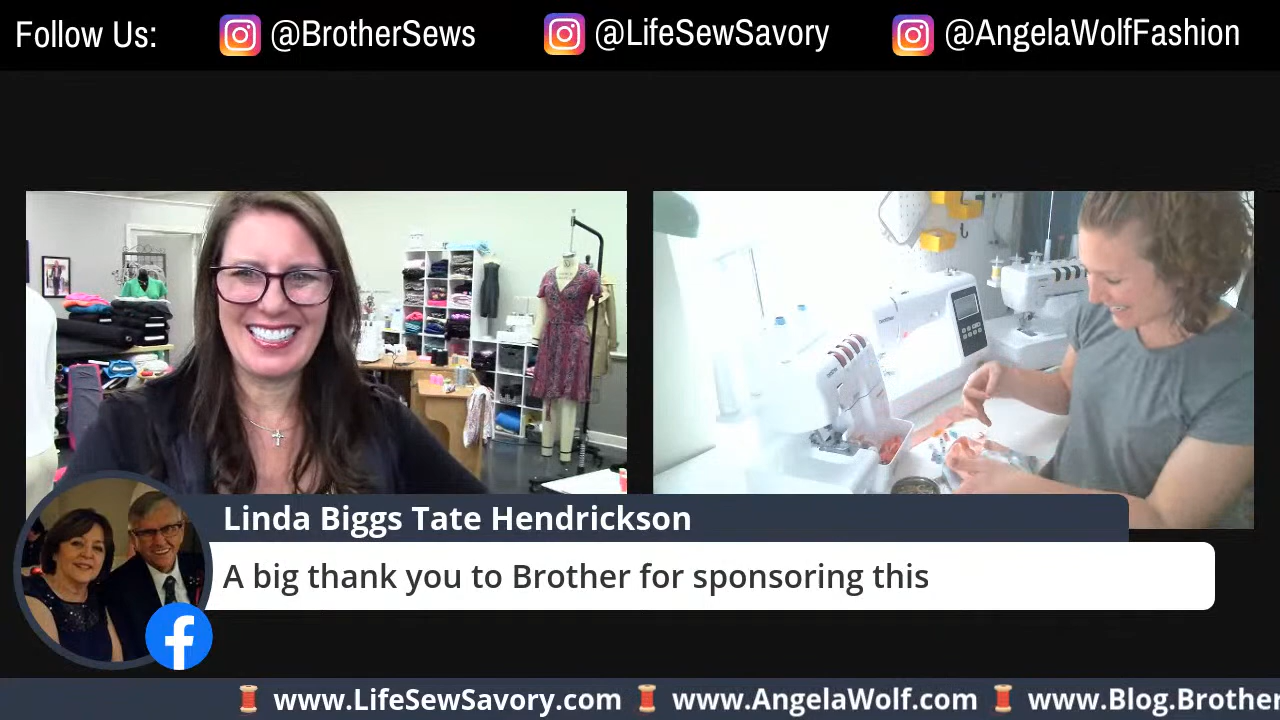 Follow Us: @BrotherSews @LifeSewSavory @AngelaWolfFashion
Linda Biggs Tate Hendrickson
A big thank you to Brother for sponsoring this
www.LifeSewSavory.com www.AngelaWolf.com www.Blog.Brother